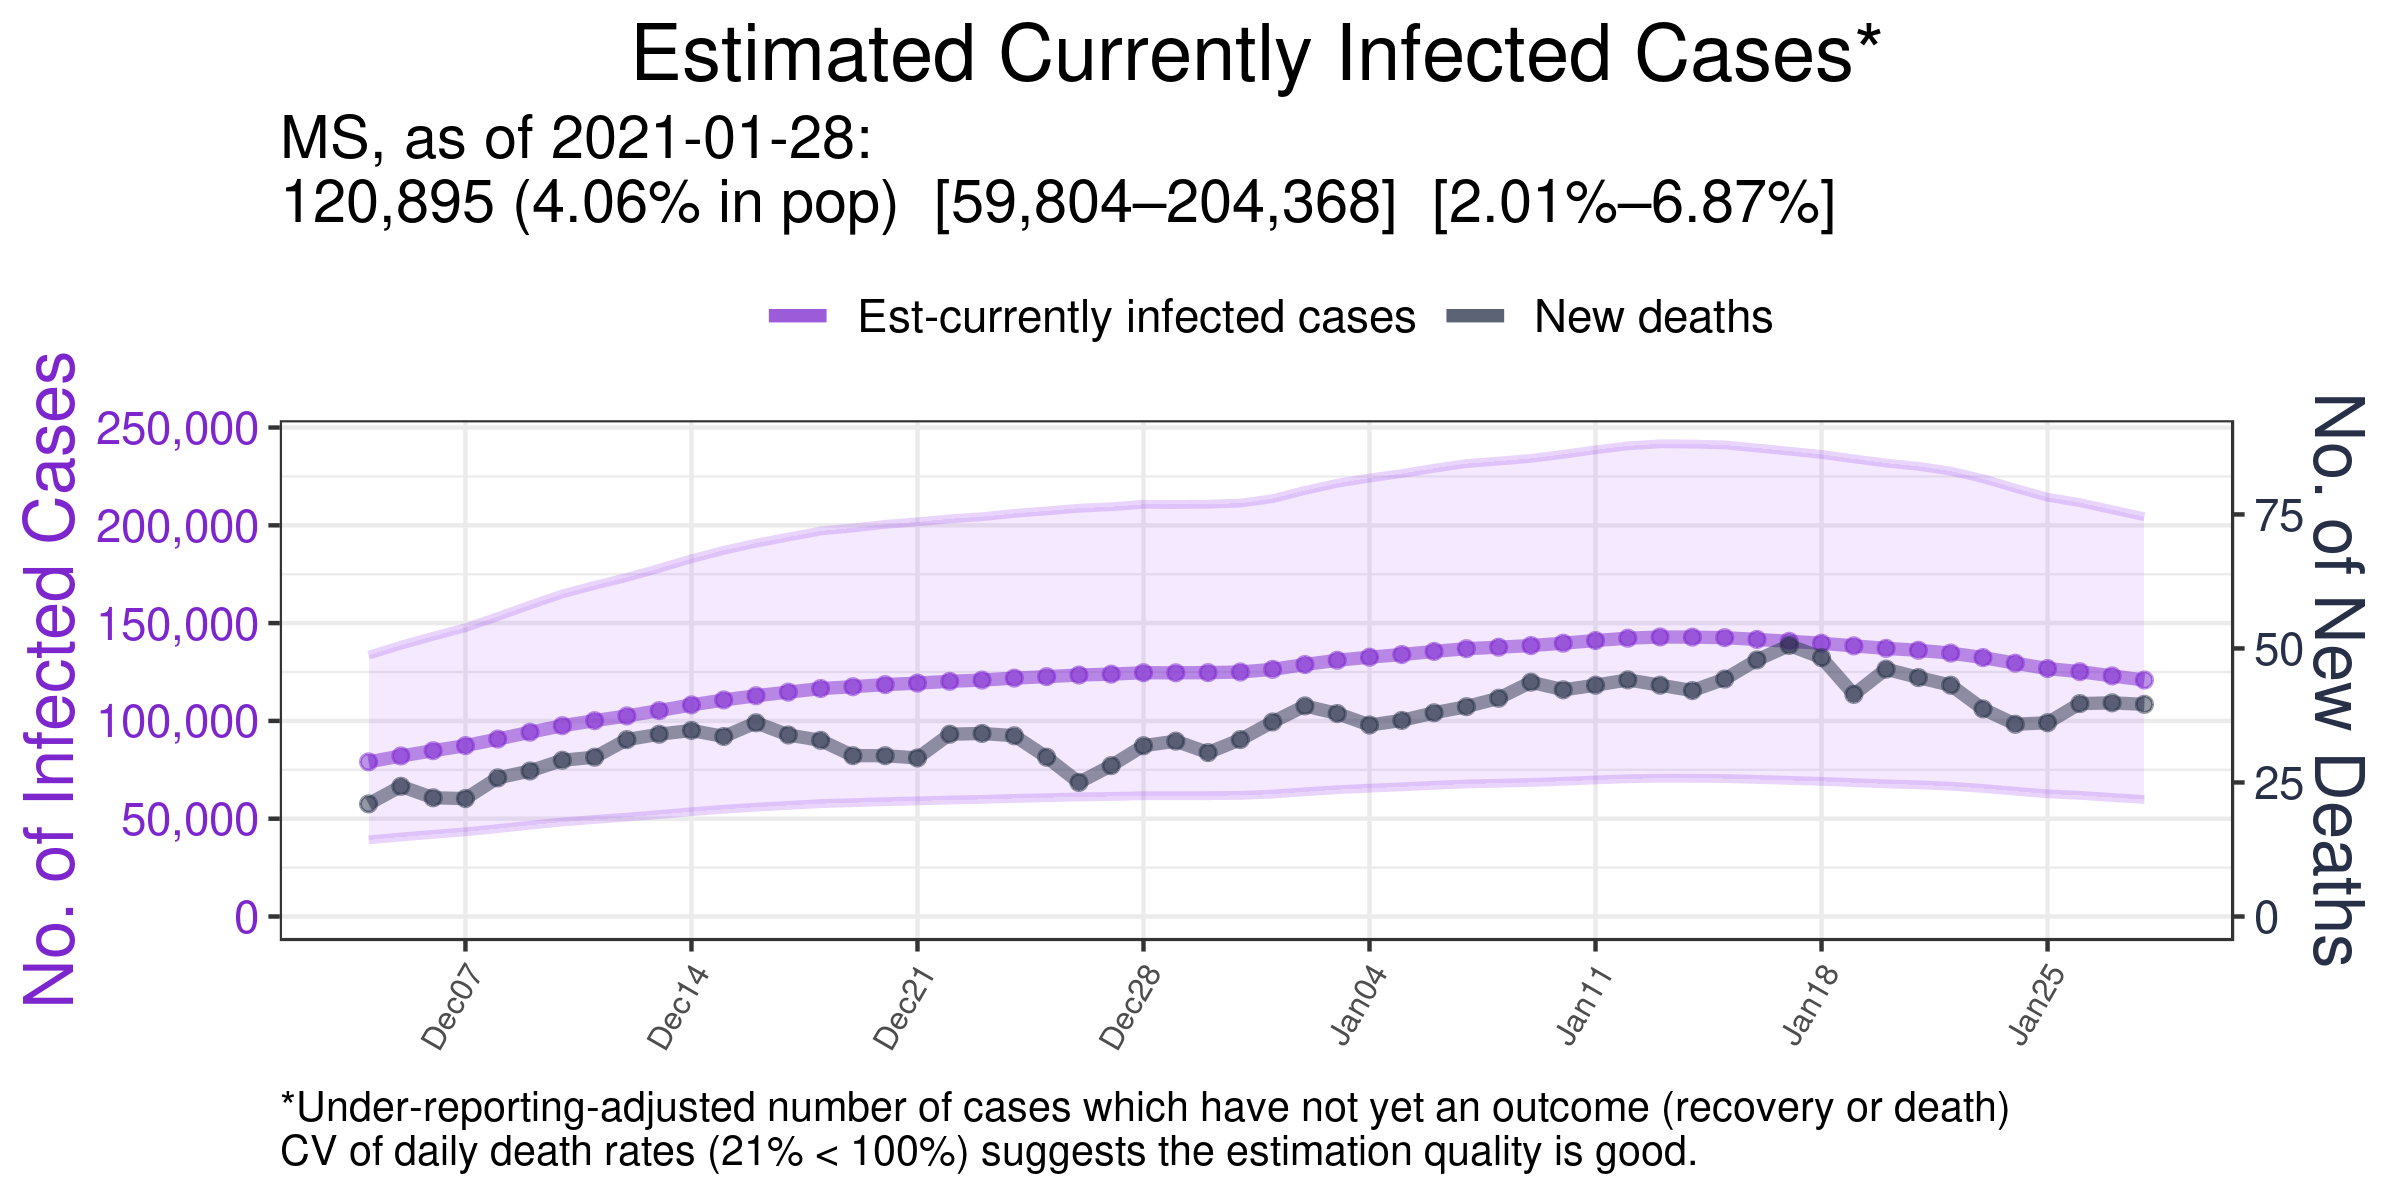 Estimated Currently Infected Cases*
MS, as of 2021-01-28:
120,895 (4.06% in pop)  [59,804–204,368]  [2.01%–6.87%]
Est-currently infected cases
New deaths
No. of Infected Cases
250,000
200,000
150,000
100,000
50,000
0
No. of New Deaths
75
50
25
0
Dec07
Dec14
Dec21
Dec28
Jan04
Jan11
Jan18
Jan25
*Under-reporting-adjusted number of cases which have not yet an outcome (recovery or death)
CV of daily death rates (21% < 100%) suggests the estimation quality is good.